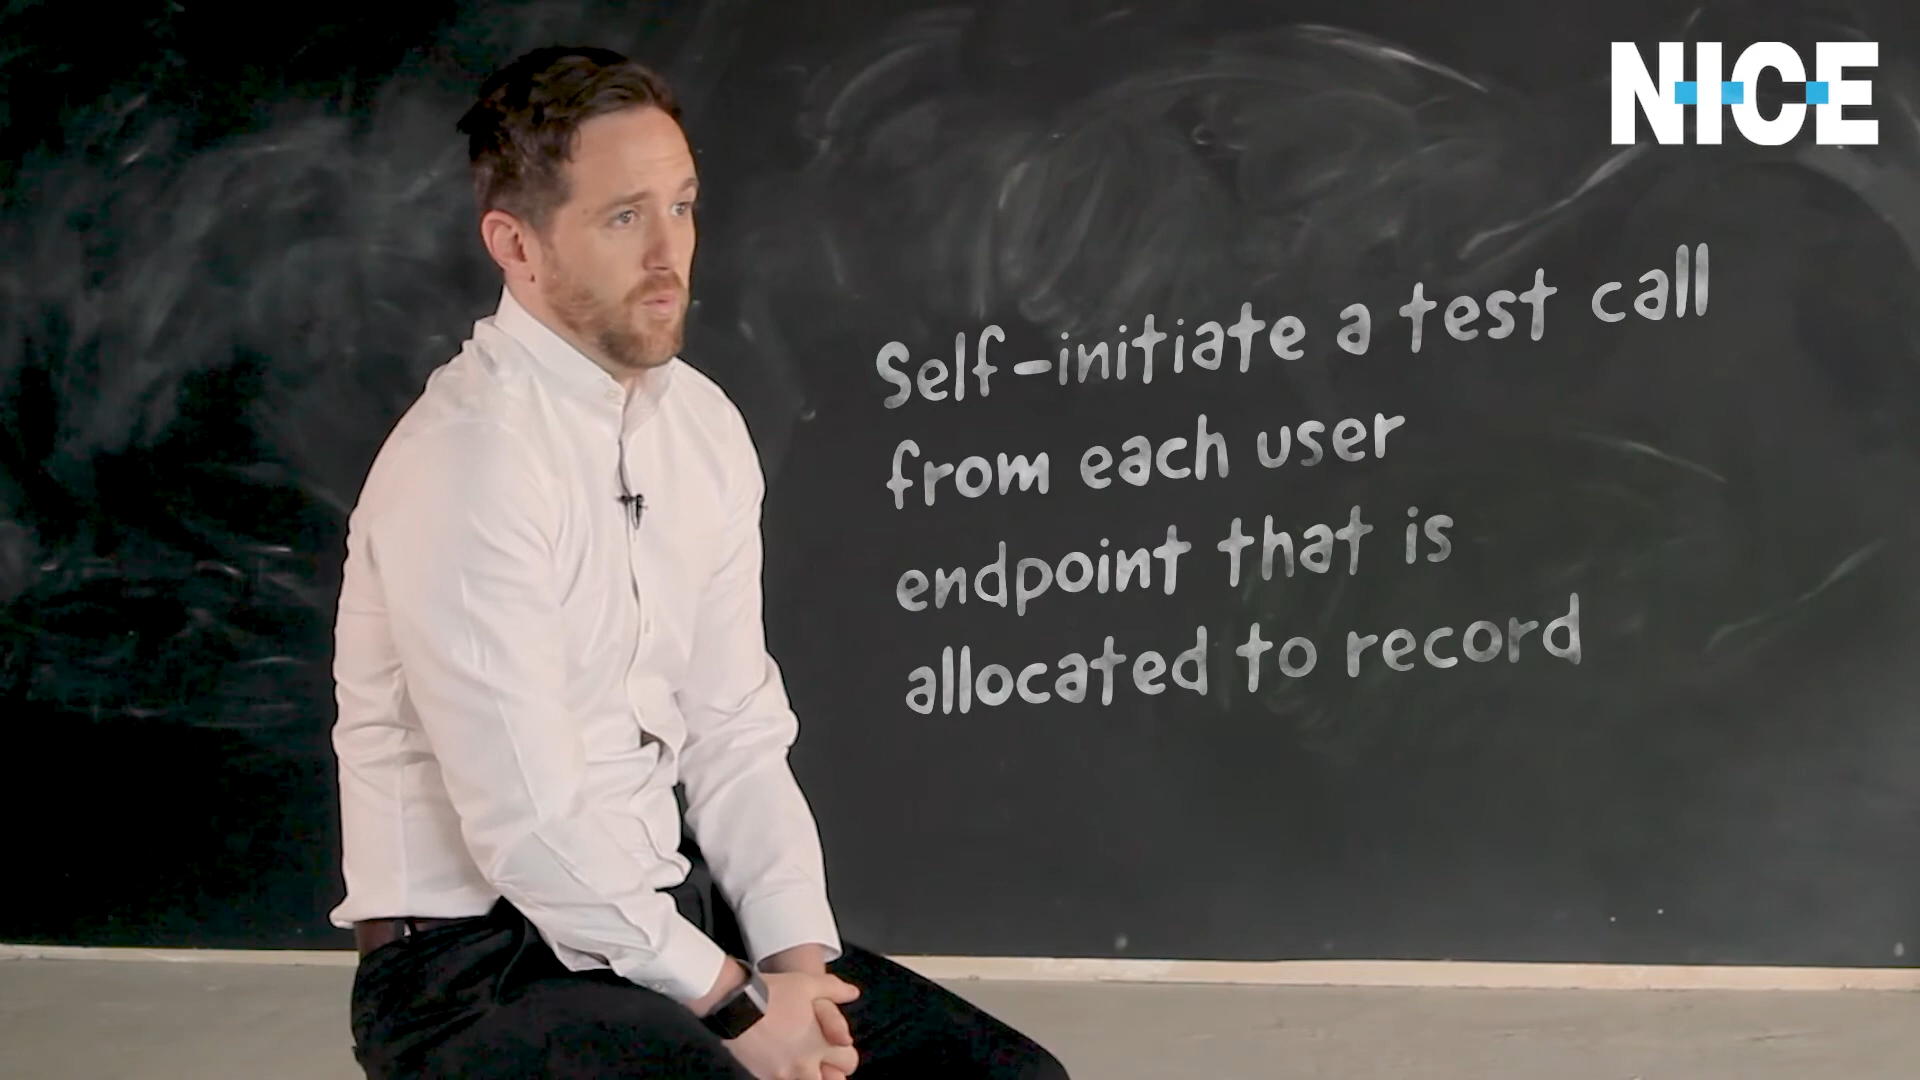 NICE
Self-initiate a test call
from each user
endpoint that is
allocated to record